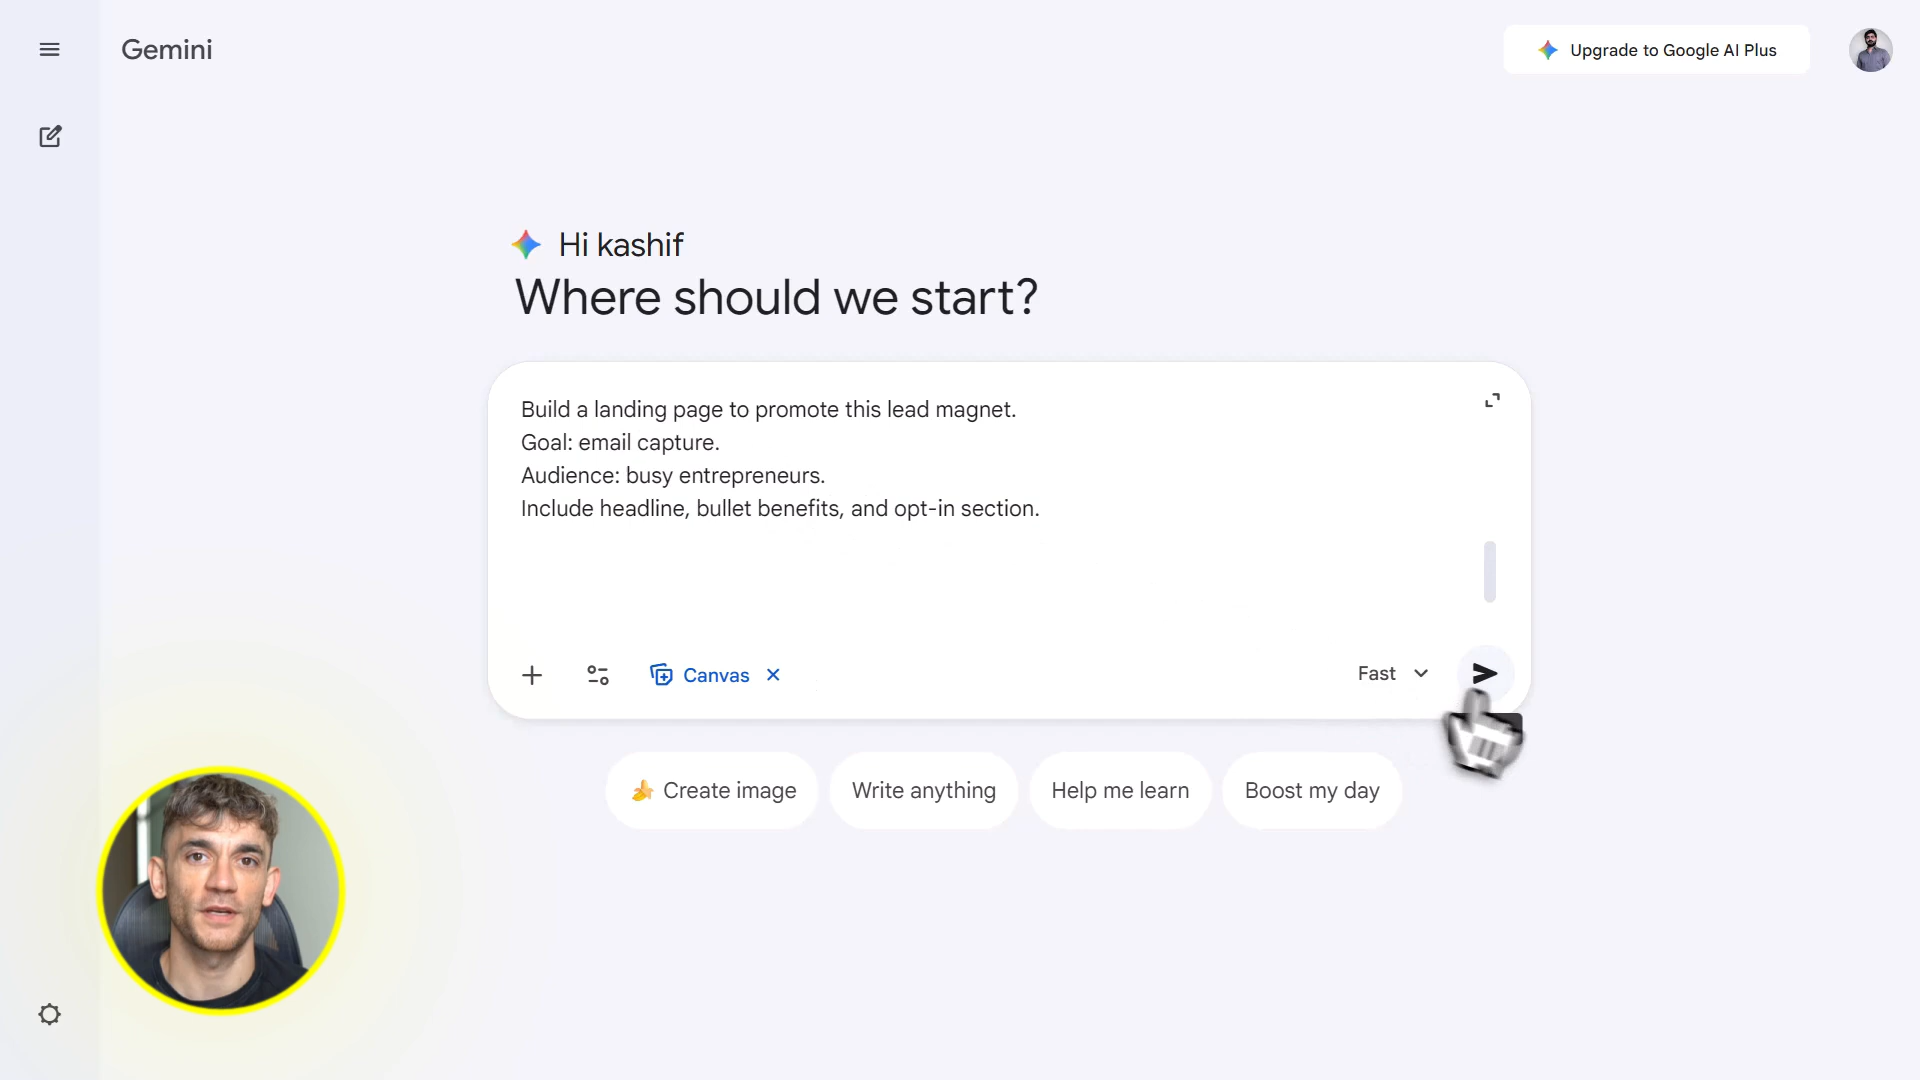 Gemini
Upgrade to Google AI Plus
Hi kashif
Where should we start?
Build a landing page to promote this lead magnet.
Goal: email capture.
Audience: busy entrepreneurs.
Include headline, bullet benefits, and opt-in section.
Canvas
Fast
Create image
Write anything
Help me learn
Boost my day